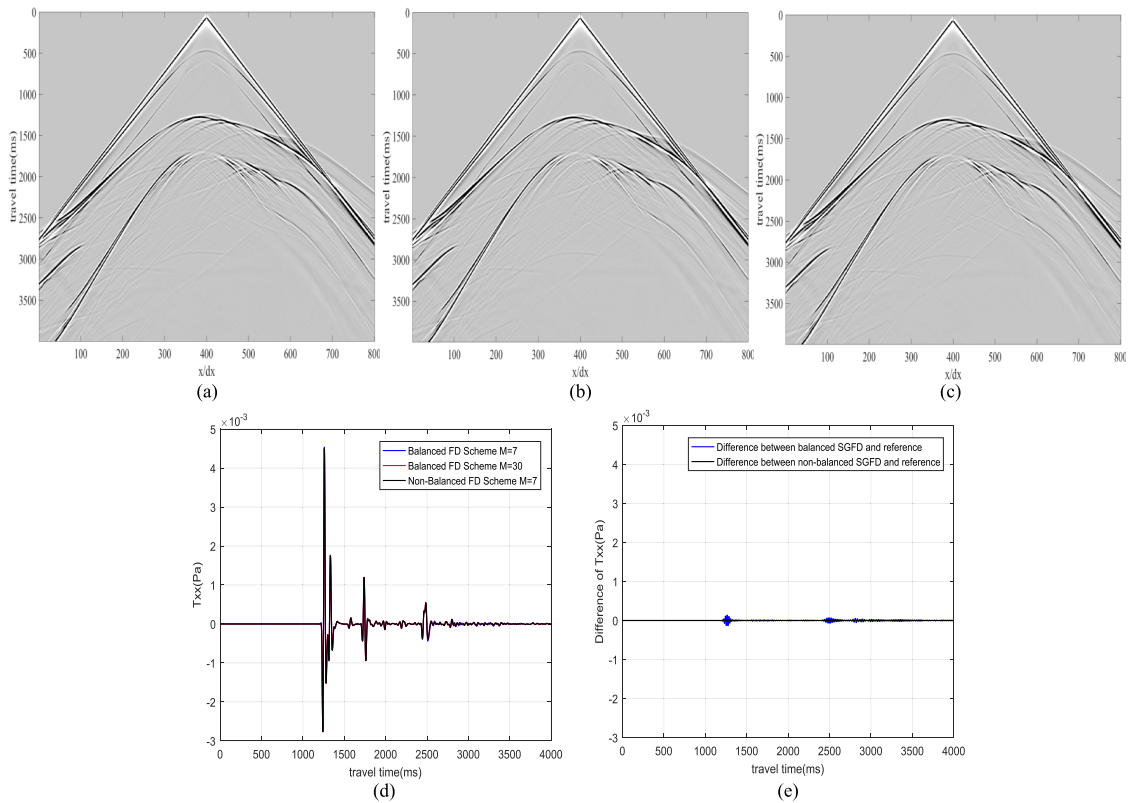 0
500
1000
1500
2000
2500
3000
3500
travel time(ms)
100 200 300 400 500 600 700 800
x/dx
(a)
0
500
1000
1500
2000
2500
3000
3500
travel time(ms)
100 200 300 400 500 600 700 800
x/dx
(b)
0
500
1000
1500
2000
2500
3000
3500
travel time(ms)
100 200 300 400 500 600 700 800
x/dx
(c)
×10⁻³
5
4
3
2
1
0
-1
-2
-3
Txx(Pa)
Balanced FD Scheme M=7
Balanced FD Scheme M=30
Non-Balanced FD Scheme M=7
0 500 1000 1500 2000 2500 3000 3500 4000
travel time(ms)
(d)
×10⁻³
5
4
3
2
1
0
-1
-2
-3
Difference of Txx(Pa)
Difference between balanced SGFD and reference
Difference between non-balanced SGFD and reference
0 500 1000 1500 2000 2500 3000 3500 4000
travel time(ms)
(e)